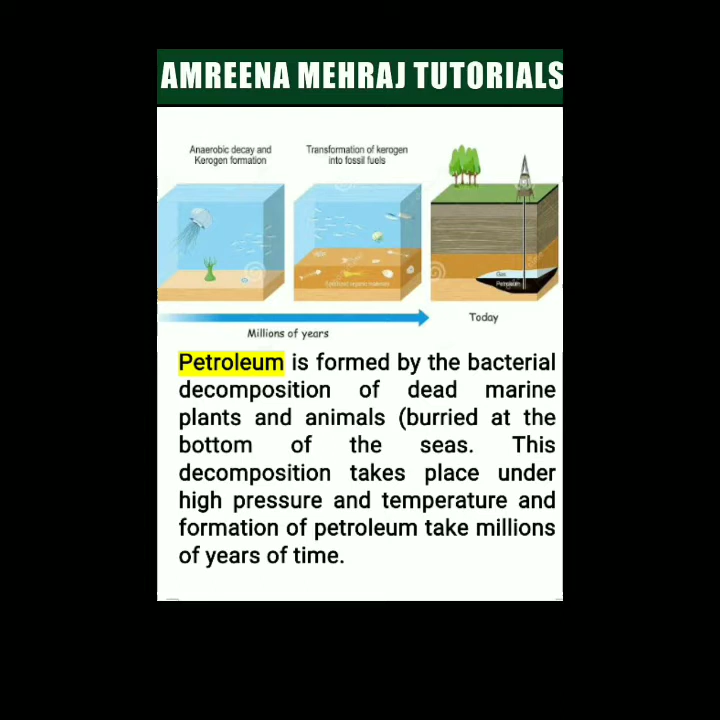 AMREENA MEHRAJ TUTORIALS
Anaerobic decay and
Kerogen formation
Transformation of kerogen
into fossil fuels
Gas
Petroleum
Today
Millions of years
Petroleum is formed by the bacterial
decomposition of dead marine
plants and animals (burried at the
bottom of the seas. This
decomposition takes place under
high pressure and temperature and
formation of petroleum take millions
of years of time.